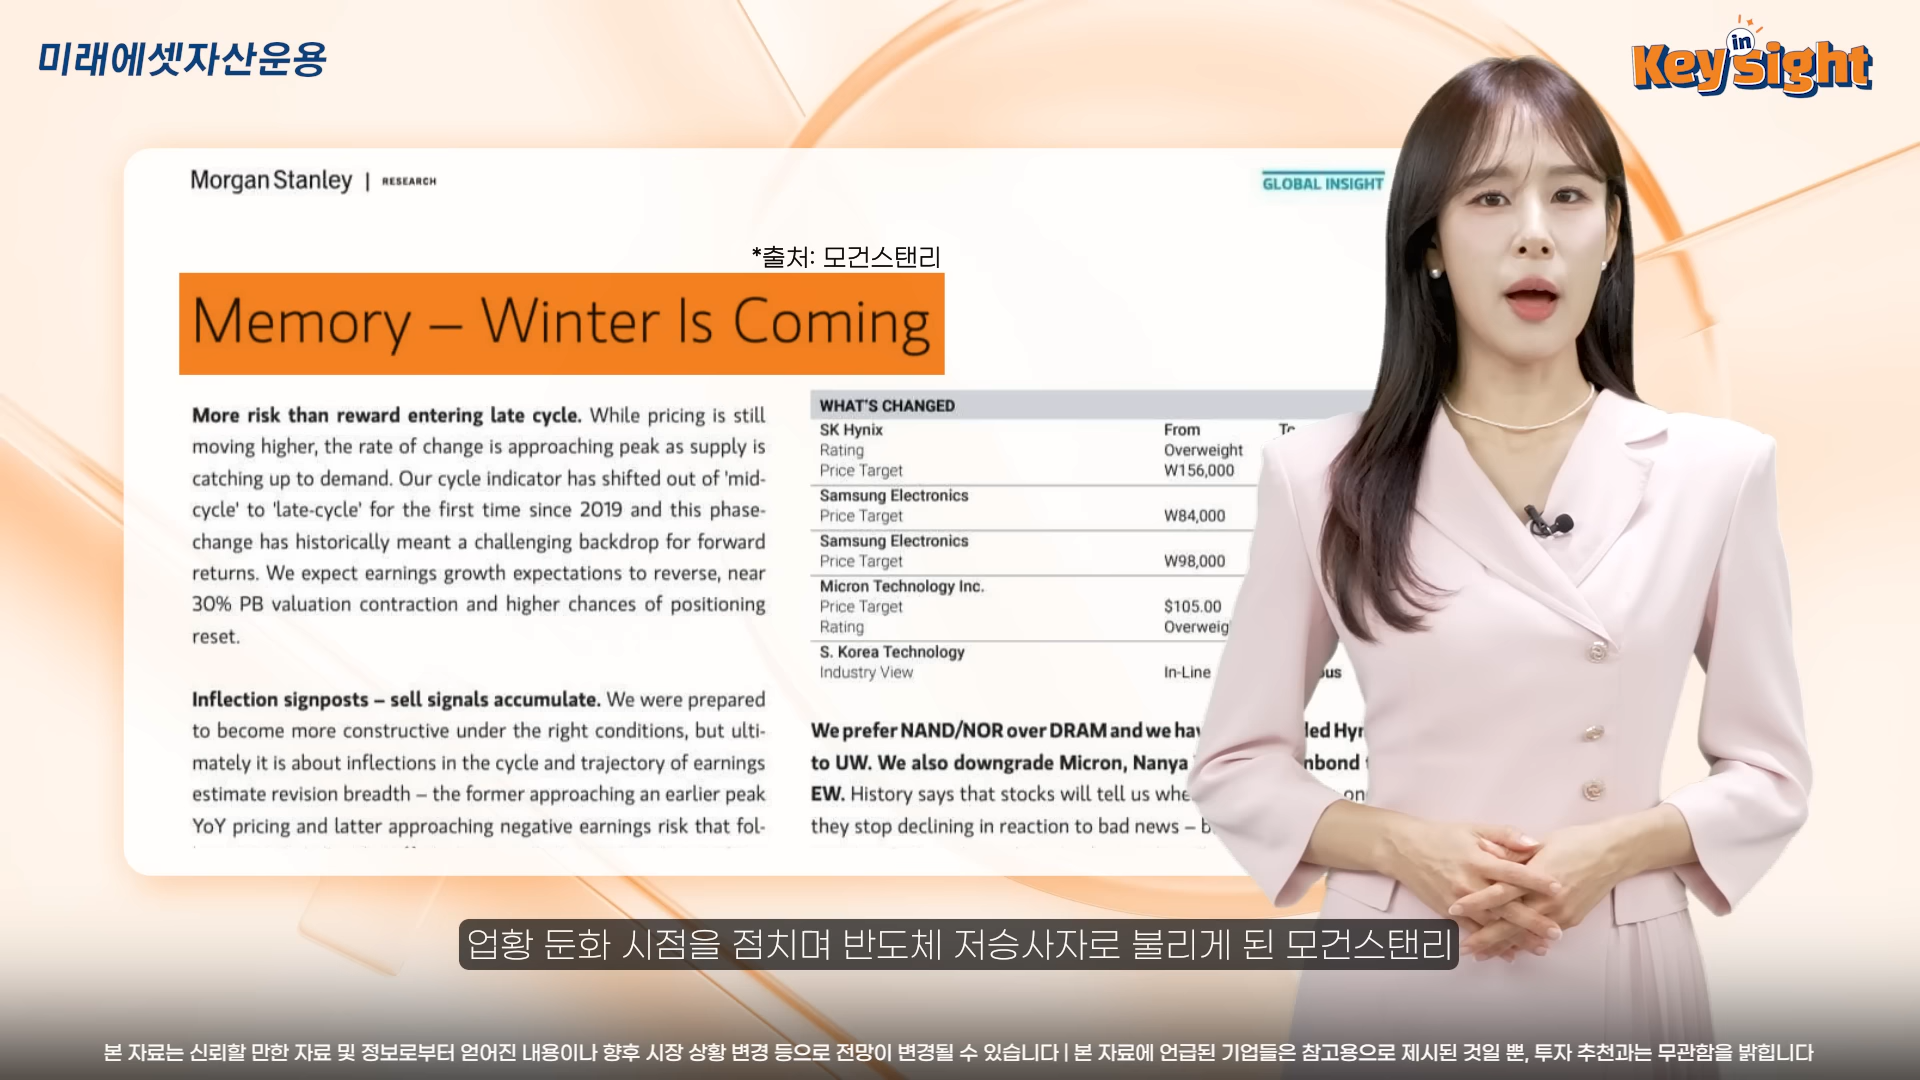 미래에셋자산운용
Key in sight
Morgan Stanley | RESEARCH
GLOBAL INSIGHT
*출처: 모건스탠리
Memory – Winter Is Coming
More risk than reward entering late cycle. While pricing is still
moving higher, the rate of change is approaching peak as supply is
catching up to demand. Our cycle indicator has shifted out of 'mid-
cycle' to 'late-cycle' for the first time since 2019 and this phase-
change has historically meant a challenging backdrop for forward
returns. We expect earnings growth expectations to reverse, near
30% PB valuation contraction and higher chances of positioning
reset.
Inflection signposts – sell signals accumulate. We were prepared
to become more constructive under the right conditions, but ulti-
mately it is about inflections in the cycle and trajectory of earnings
estimate revision breadth – the former approaching an earlier peak
YoY pricing and latter approaching negative earnings risk that fol-
WHAT'S CHANGED
SK Hynix From To
Rating Overweight
Price Target W156,000
Samsung Electronics
Price Target W84,000
Samsung Electronics
Price Target W98,000
Micron Technology Inc.
Price Target $105.00
Rating
S. Korea Technology
Industry View In-Line
We prefer NAND/NOR over DRAM and we
to UW. We also downgrade Micron, Nanya
EW. History says that stocks will tell us
they stop declining in reaction to bad news –
업황 둔화 시점을 점치며 반도체 저승사자로 불리게 된 모건스탠리
본 자료는 신뢰할 만한 자료 및 정보로부터 얻어진 내용이나 향후 시장 상황 변경 등으로 전망이 변경될 수 있습니다 | 본 자료에 언급된 기업들은 참고용으로 제시된 것일 뿐, 투자 추천과는 무관함을 밝힙니다